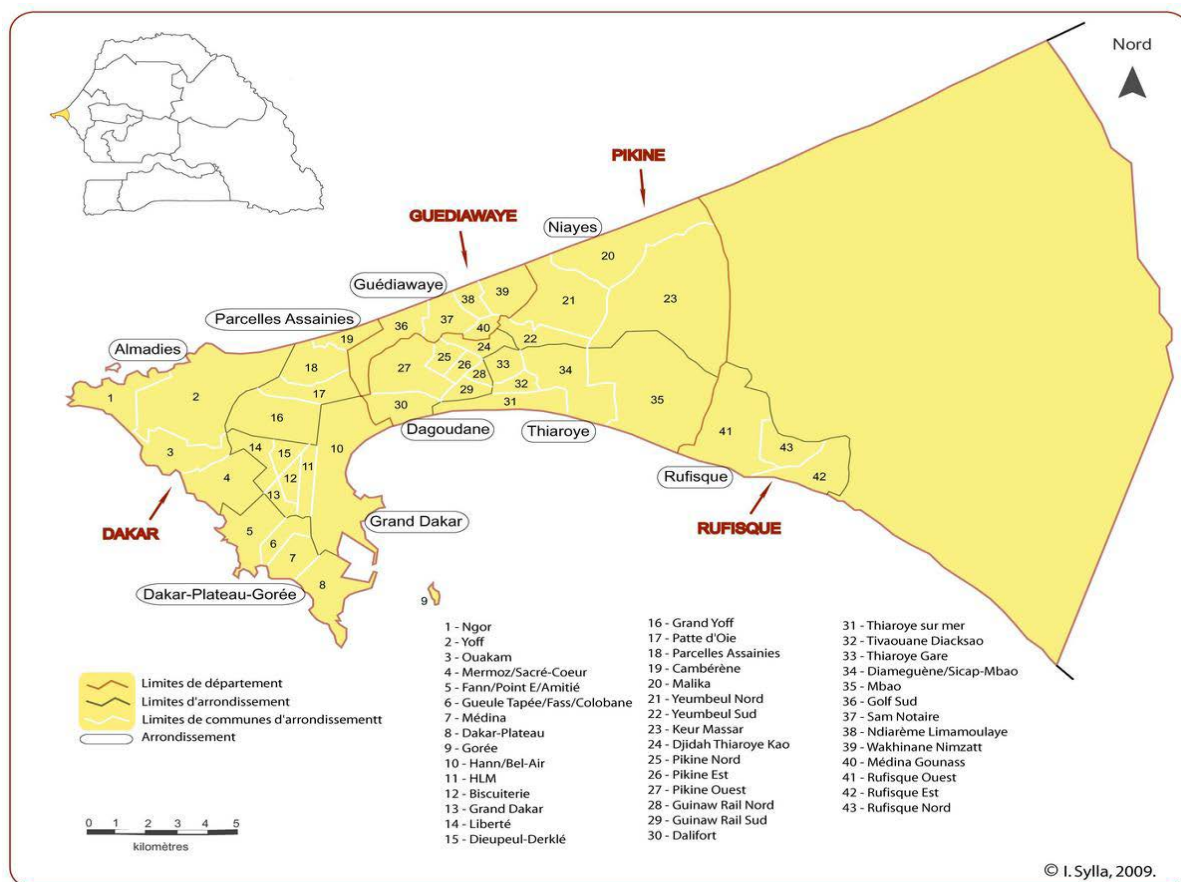 Nord
PIKINE
GUEDIAWAYE
Niayes
20
Guédiawaye
38
39
21
23
Parcelles Assainies
36
37
40
19
22
24
Almadies
25
26
33
18
27
28
34
1
2
17
29
32
30
31
35
16
Dagoudane
Thiaroye
41
10
43
14
15
3
11
Rufisque
42
4
12
13
DAKAR
Grand Dakar
RUFISQUE
5
6
7
8
Dakar-Plateau-Gorée
9
1 - Ngor
2 - Yoff
3 - Ouakam
4 - Mermoz/Sacré-Coeur
5 - Fann/Point E/Amitié
6 - Gueule Tapée/Fass/Colobane
7 - Médina
8 - Dakar-Plateau
9 - Gorée
10 - Hann/Bel-Air
11 - HLM
12 - Biscuiterie
13 - Grand Dakar
14 - Liberté
15 - Dieupeul-Derklé
16 - Grand Yoff
17 - Patte d'Oie
18 - Parcelles Assainies
19 - Cambérène
20 - Malika
21 - Yeumbeul Nord
22 - Yeumbeul Sud
23 - Keur Massar
24 - Djidah Thiaroye Kao
25 - Pikine Nord
26 - Pikine Est
27 - Pikine Ouest
28 - Guinaw Rail Nord
29 - Guinaw Rail Sud
30 - Dalifort
31 - Thiaroye sur mer
32 - Tivaouane Diacksao
33 - Thiaroye Gare
34 - Diameguène/Sicap-Mbao
35 - Mbao
36 - Golf Sud
37 - Sam Notaire
38 - Ndiarème Limamoulaye
39 - Wakhinane Nimzatt
40 - Médina Gounass
41 - Rufisque Ouest
42 - Rufisque Est
43 - Rufisque Nord
Limites de département
Limites d'arrondissement
Limites de communes d'arrondissementt
Arrondissement
0 1 2 3 4 5
kilomètres
© I. Sylla, 2009.